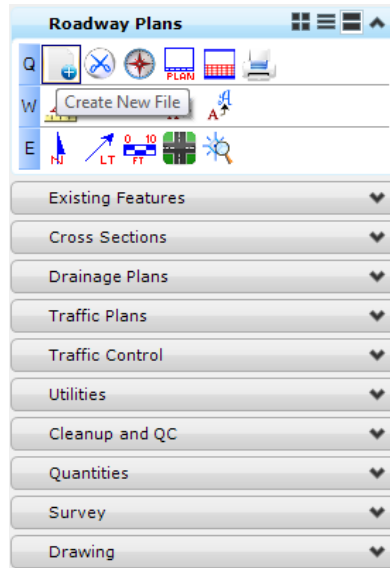 Roadway Plans
Q
PLAN
Create New File
W
A A
E
NJ LT 0 10 FT
Existing Features
Cross Sections
Drainage Plans
Traffic Plans
Traffic Control
Utilities
Cleanup and QC
Quantities
Survey
Drawing